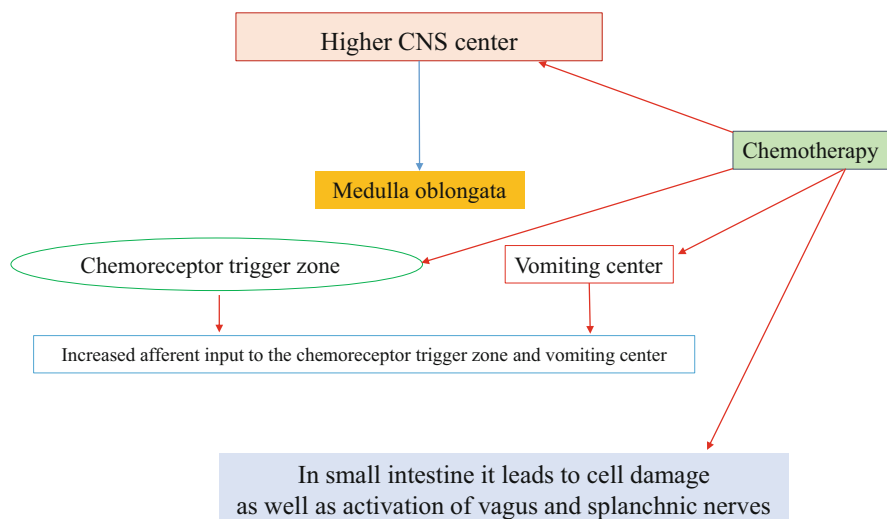 Higher CNS center
Chemotherapy
Medulla oblongata
Chemoreceptor trigger zone
Vomiting center
Increased afferent input to the chemoreceptor trigger zone and vomiting center
In small intestine it leads to cell damage
as well as activation of vagus and splanchnic nerves